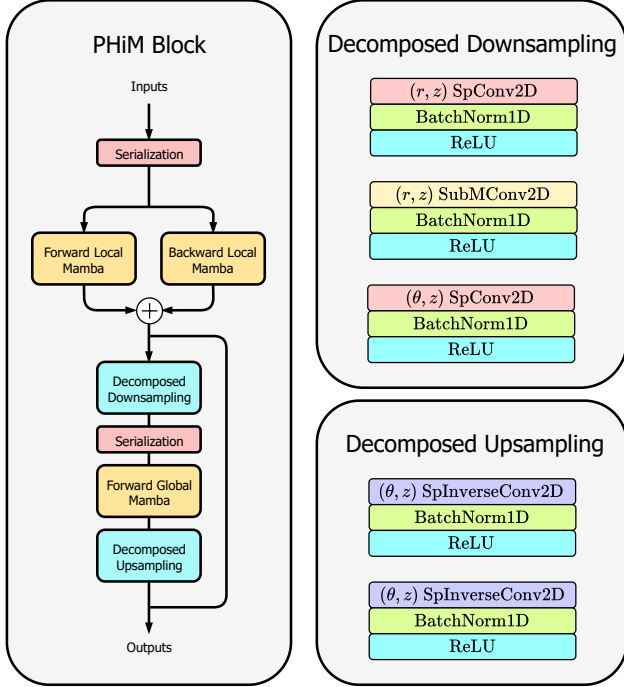 PHiM Block
Inputs
Serialization
Forward Local
Mamba
Backward Local
Mamba
+
Decomposed
Downsampling
Serialization
Forward Global
Mamba
Decomposed
Upsampling
Outputs
Decomposed Downsampling
(r, z) SpConv2D
BatchNorm1D
ReLU
(r, z) SubMConv2D
BatchNorm1D
ReLU
(θ, z) SpConv2D
BatchNorm1D
ReLU
Decomposed Upsampling
(θ, z) SpInverseConv2D
BatchNorm1D
ReLU
(θ, z) SpInverseConv2D
BatchNorm1D
ReLU